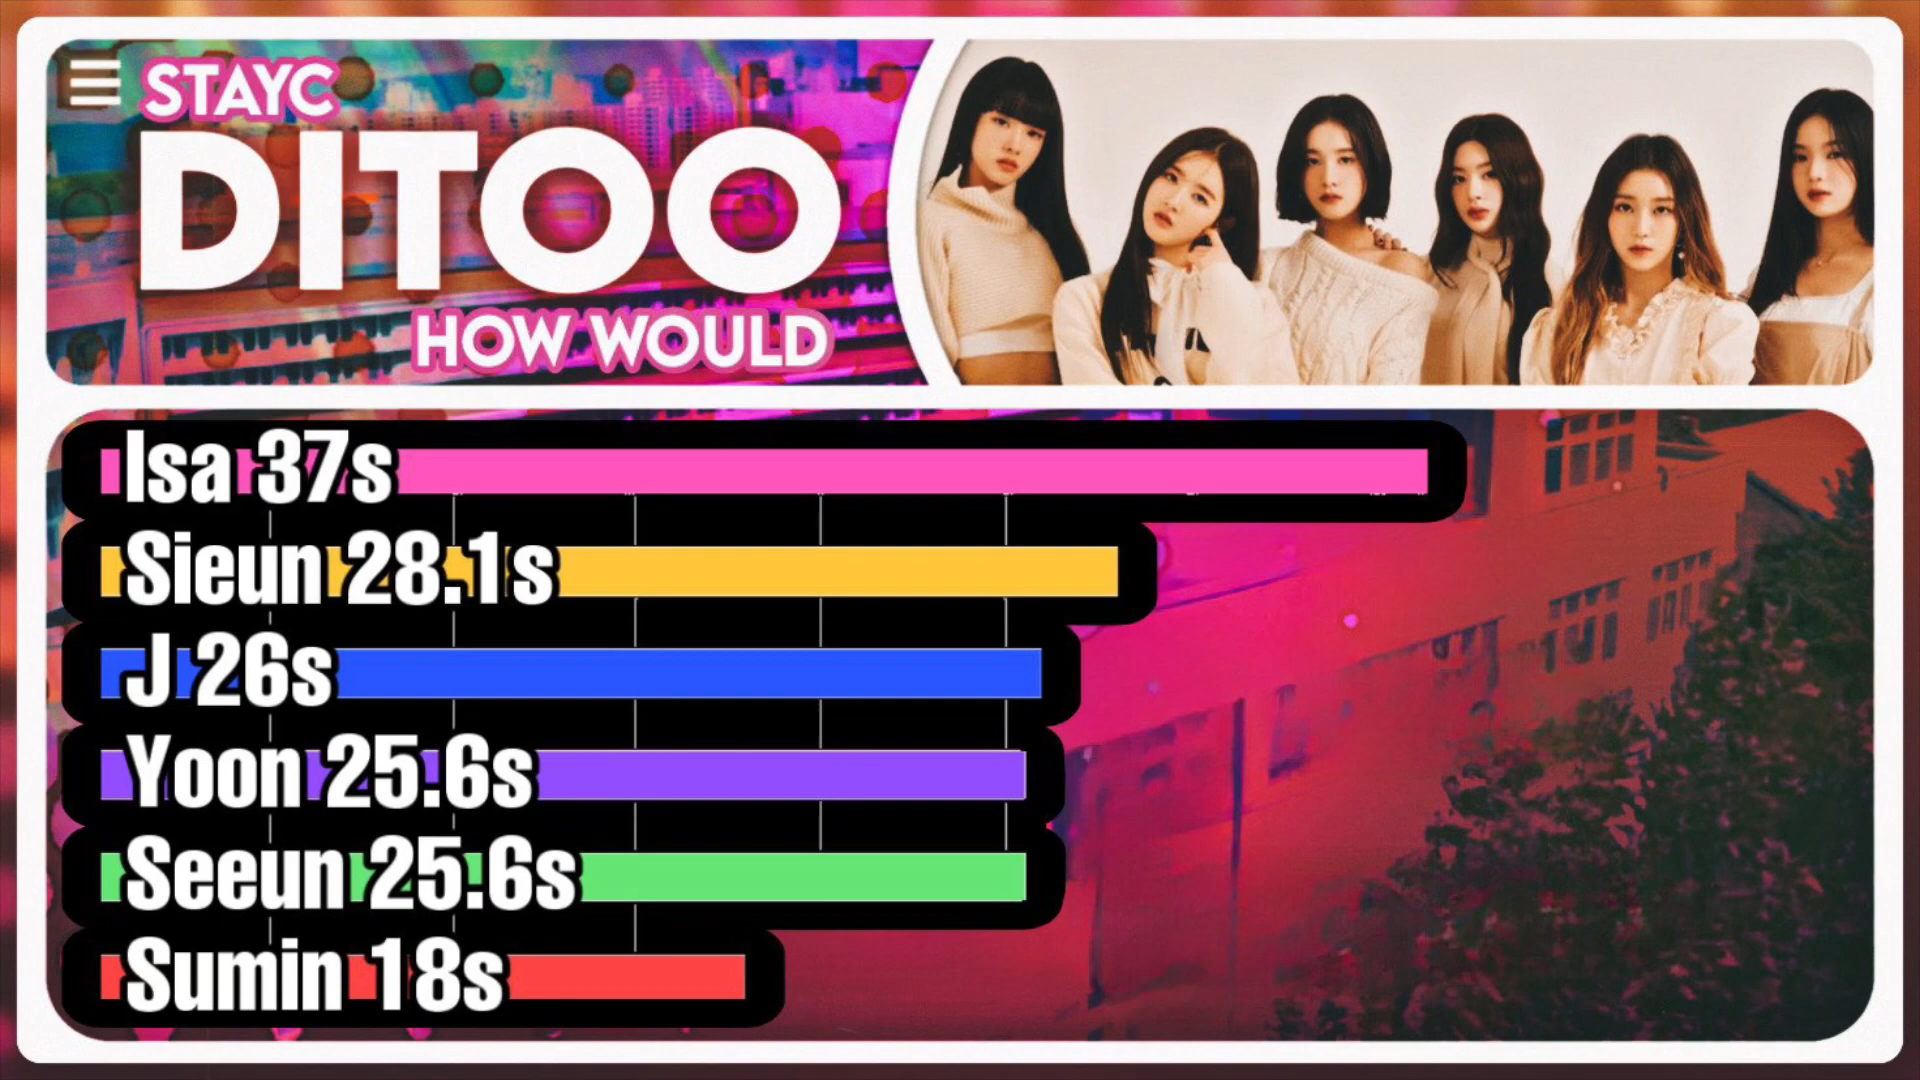 STAYC
DITOO
HOW WOULD
Isa 37s
Sieun 28.1s
J 26s
Yoon 25.6s
Seeun 25.6s
Sumin 18s